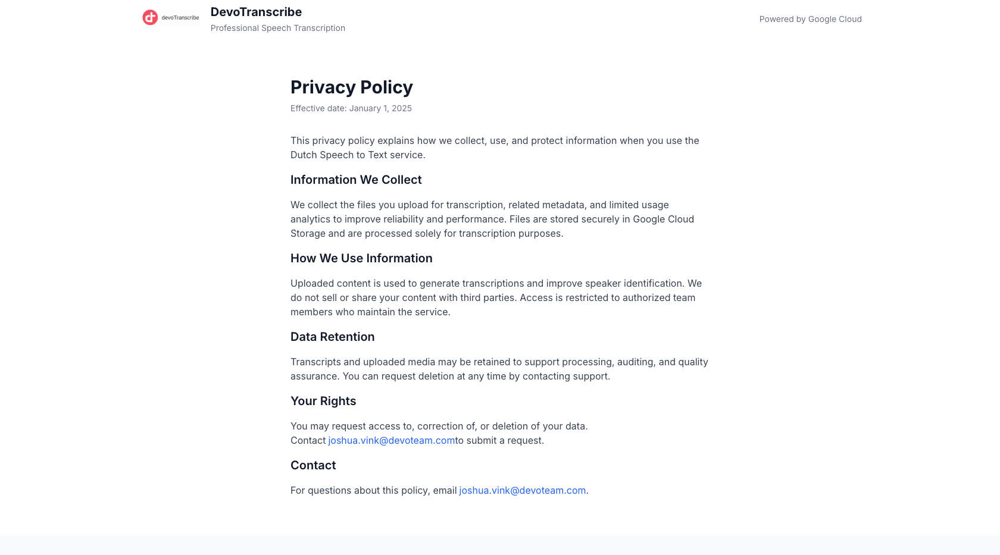 devoTranscribe
DevoTranscribe
Professional Speech Transcription
Powered by Google Cloud
Privacy Policy
Effective date: January 1, 2025
This privacy policy explains how we collect, use, and protect information when you use the
Dutch Speech to Text service.
Information We Collect
We collect the files you upload for transcription, related metadata, and limited usage
analytics to improve reliability and performance. Files are stored securely in Google Cloud
Storage and are processed solely for transcription purposes.
How We Use Information
Uploaded content is used to generate transcriptions and improve speaker identification. We
do not sell or share your content with third parties. Access is restricted to authorized team
members who maintain the service.
Data Retention
Transcripts and uploaded media may be retained to support processing, auditing, and quality
assurance. You can request deletion at any time by contacting support.
Your Rights
You may request access to, correction of, or deletion of your data.
Contact joshua.vink@devoteam.comto submit a request.
Contact
For questions about this policy, email joshua.vink@devoteam.com.